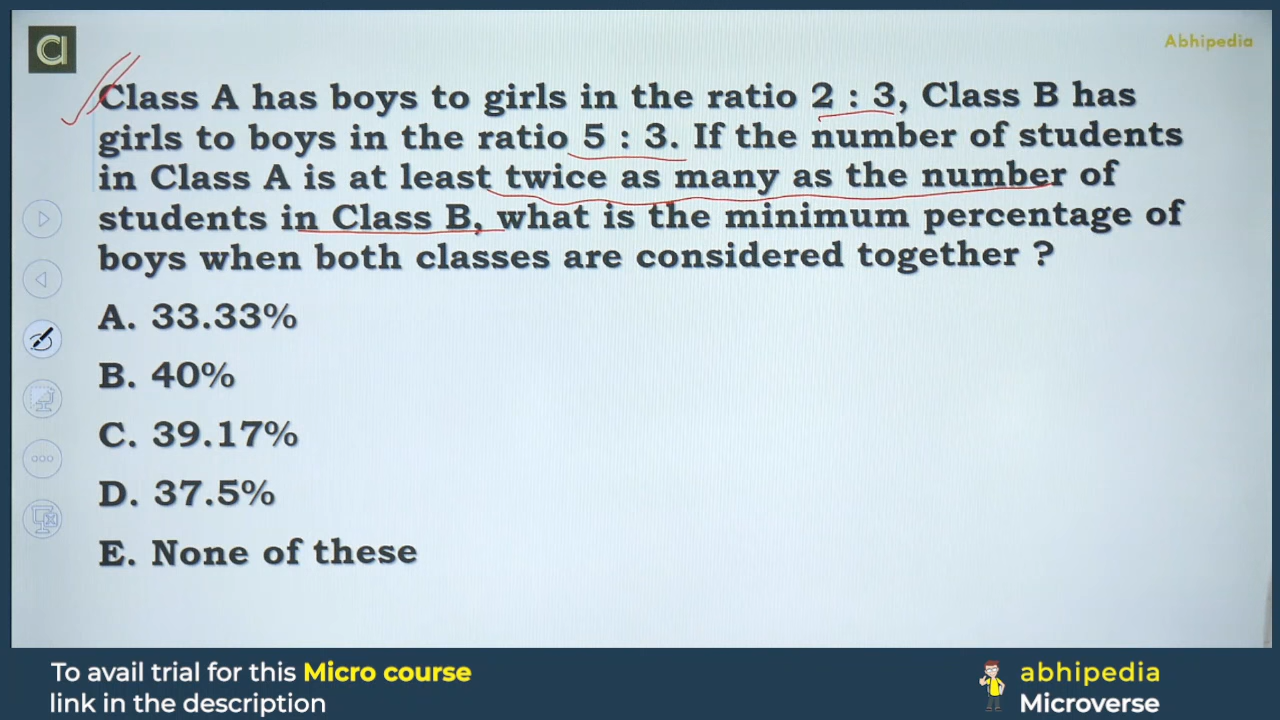 CI
Abhipedia
Class A has boys to girls in the ratio 2 : 3, Class B has
girls to boys in the ratio 5 : 3. If the number of students
in Class A is at least twice as many as the number of
students in Class B, what is the minimum percentage of
boys when both classes are considered together ?
A. 33.33%
B. 40%
C. 39.17%
D. 37.5%
E. None of these
To avail trial for this Micro course
link in the description
abhipedia
Microverse